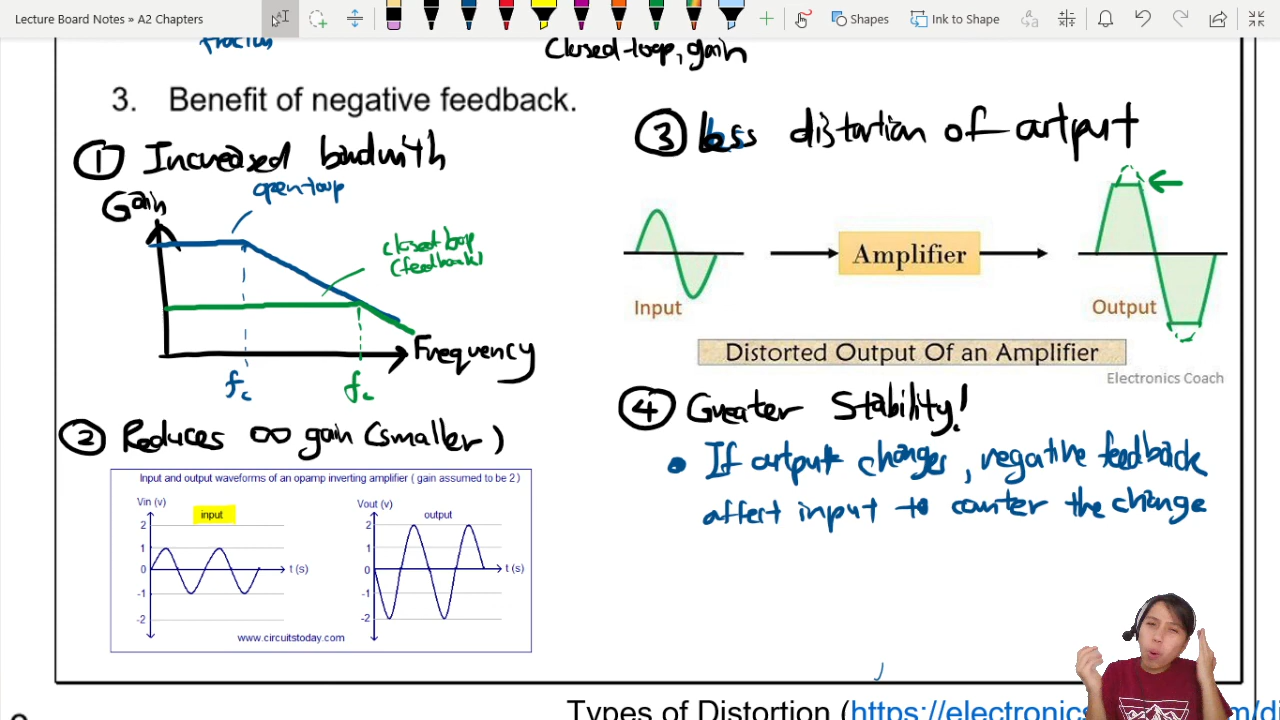 Lecture Board Notes » A2 Chapters
Shapes
Ink to Shape
Closed-loop, gain
3. Benefit of negative feedback.
① Increased bandwith
Gain
open-loop
closed loop
(feedback)
Frequency
fc
fc
② Reduces ∞ gain (smaller)
Input and output waveforms of an opamp inverting amplifier ( gain assumed to be 2 )
Vin (v)
input
2
1
0
-1
-2
t (s)
Vout (v)
output
2
1
0
-1
-2
t (s)
www.circuitstoday.com
③ less distortion of output
Input
Amplifier
Output
Distorted Output Of an Amplifier
Electronics Coach
④ Greater Stability!
• If output changes, negative feedback
affect input to counter the change
Types of Distortion (https://electronics